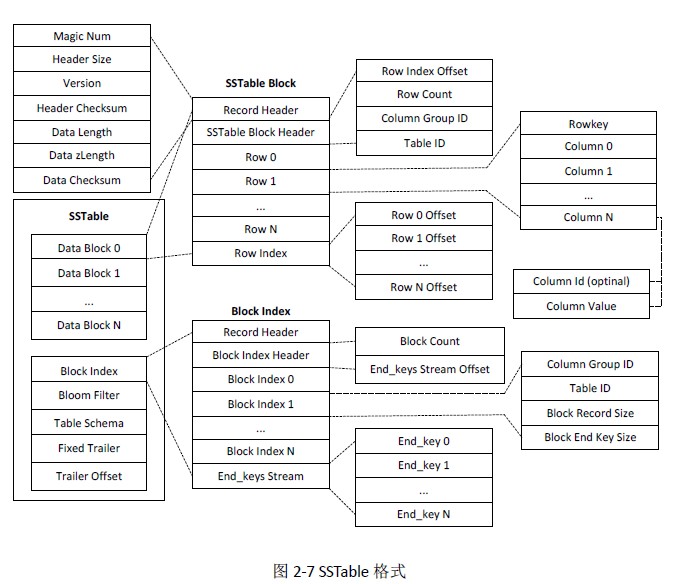 Magic Num
Header Size
Version
Header Checksum
Data Length
Data zLength
Data Checksum
SSTable
Data Block 0
Data Block 1
...
Data Block N
Block Index
Bloom Filter
Table Schema
Fixed Trailer
Trailer Offset
SSTable Block
Record Header
SSTable Block Header
Row 0
Row 1
...
Row N
Row Index
Block Index
Record Header
Block Index Header
Block Index 0
Block Index 1
...
Block Index N
End_keys Stream
Row Index Offset
Row Count
Column Group ID
Table ID
Row 0 Offset
Row 1 Offset
...
Row N Offset
Block Count
End_keys Stream Offset
End_key 0
End_key 1
...
End_key N
Rowkey
Column 0
Column 1
...
Column N
Column Id (optinal)
Column Value
Column Group ID
Table ID
Block Record Size
Block End Key Size
图 2-7 SSTable 格式